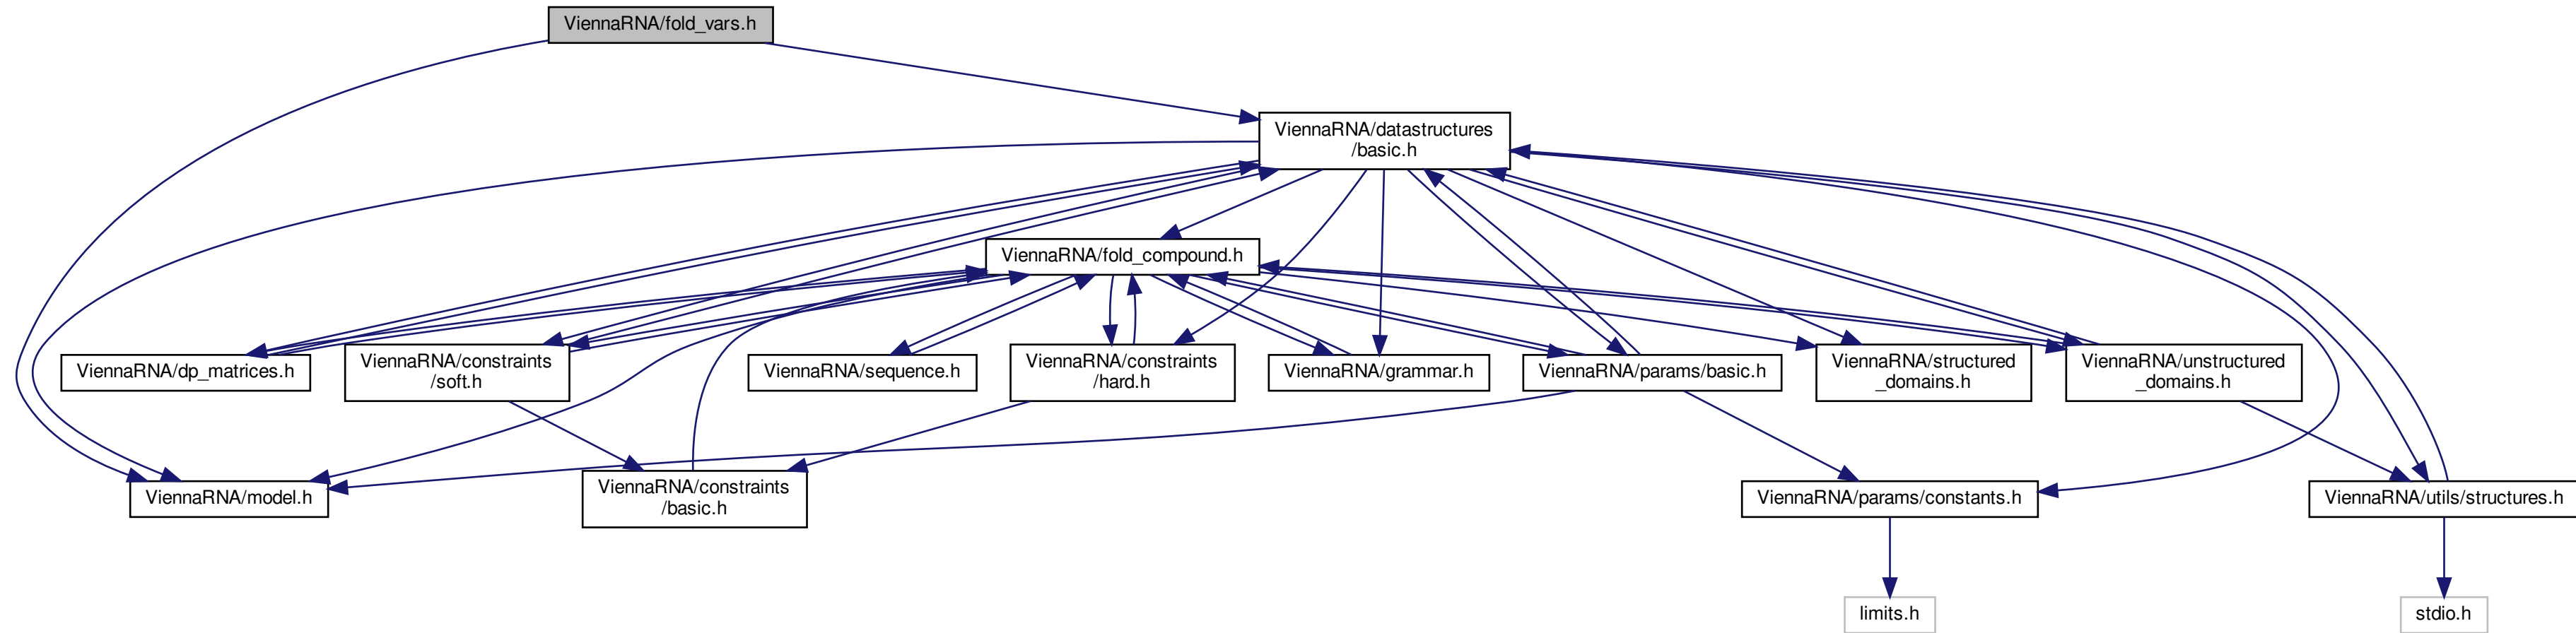 ViennaRNA/fold_vars.h
ViennaRNA/datastructures
/basic.h
ViennaRNA/fold_compound.h
ViennaRNA/dp_matrices.h
ViennaRNA/constraints
/soft.h
ViennaRNA/sequence.h
ViennaRNA/constraints
/hard.h
ViennaRNA/grammar.h
ViennaRNA/params/basic.h
ViennaRNA/structured
_domains.h
ViennaRNA/unstructured
_domains.h
ViennaRNA/model.h
ViennaRNA/constraints
/basic.h
ViennaRNA/params/constants.h
ViennaRNA/utils/structures.h
limits.h
stdio.h